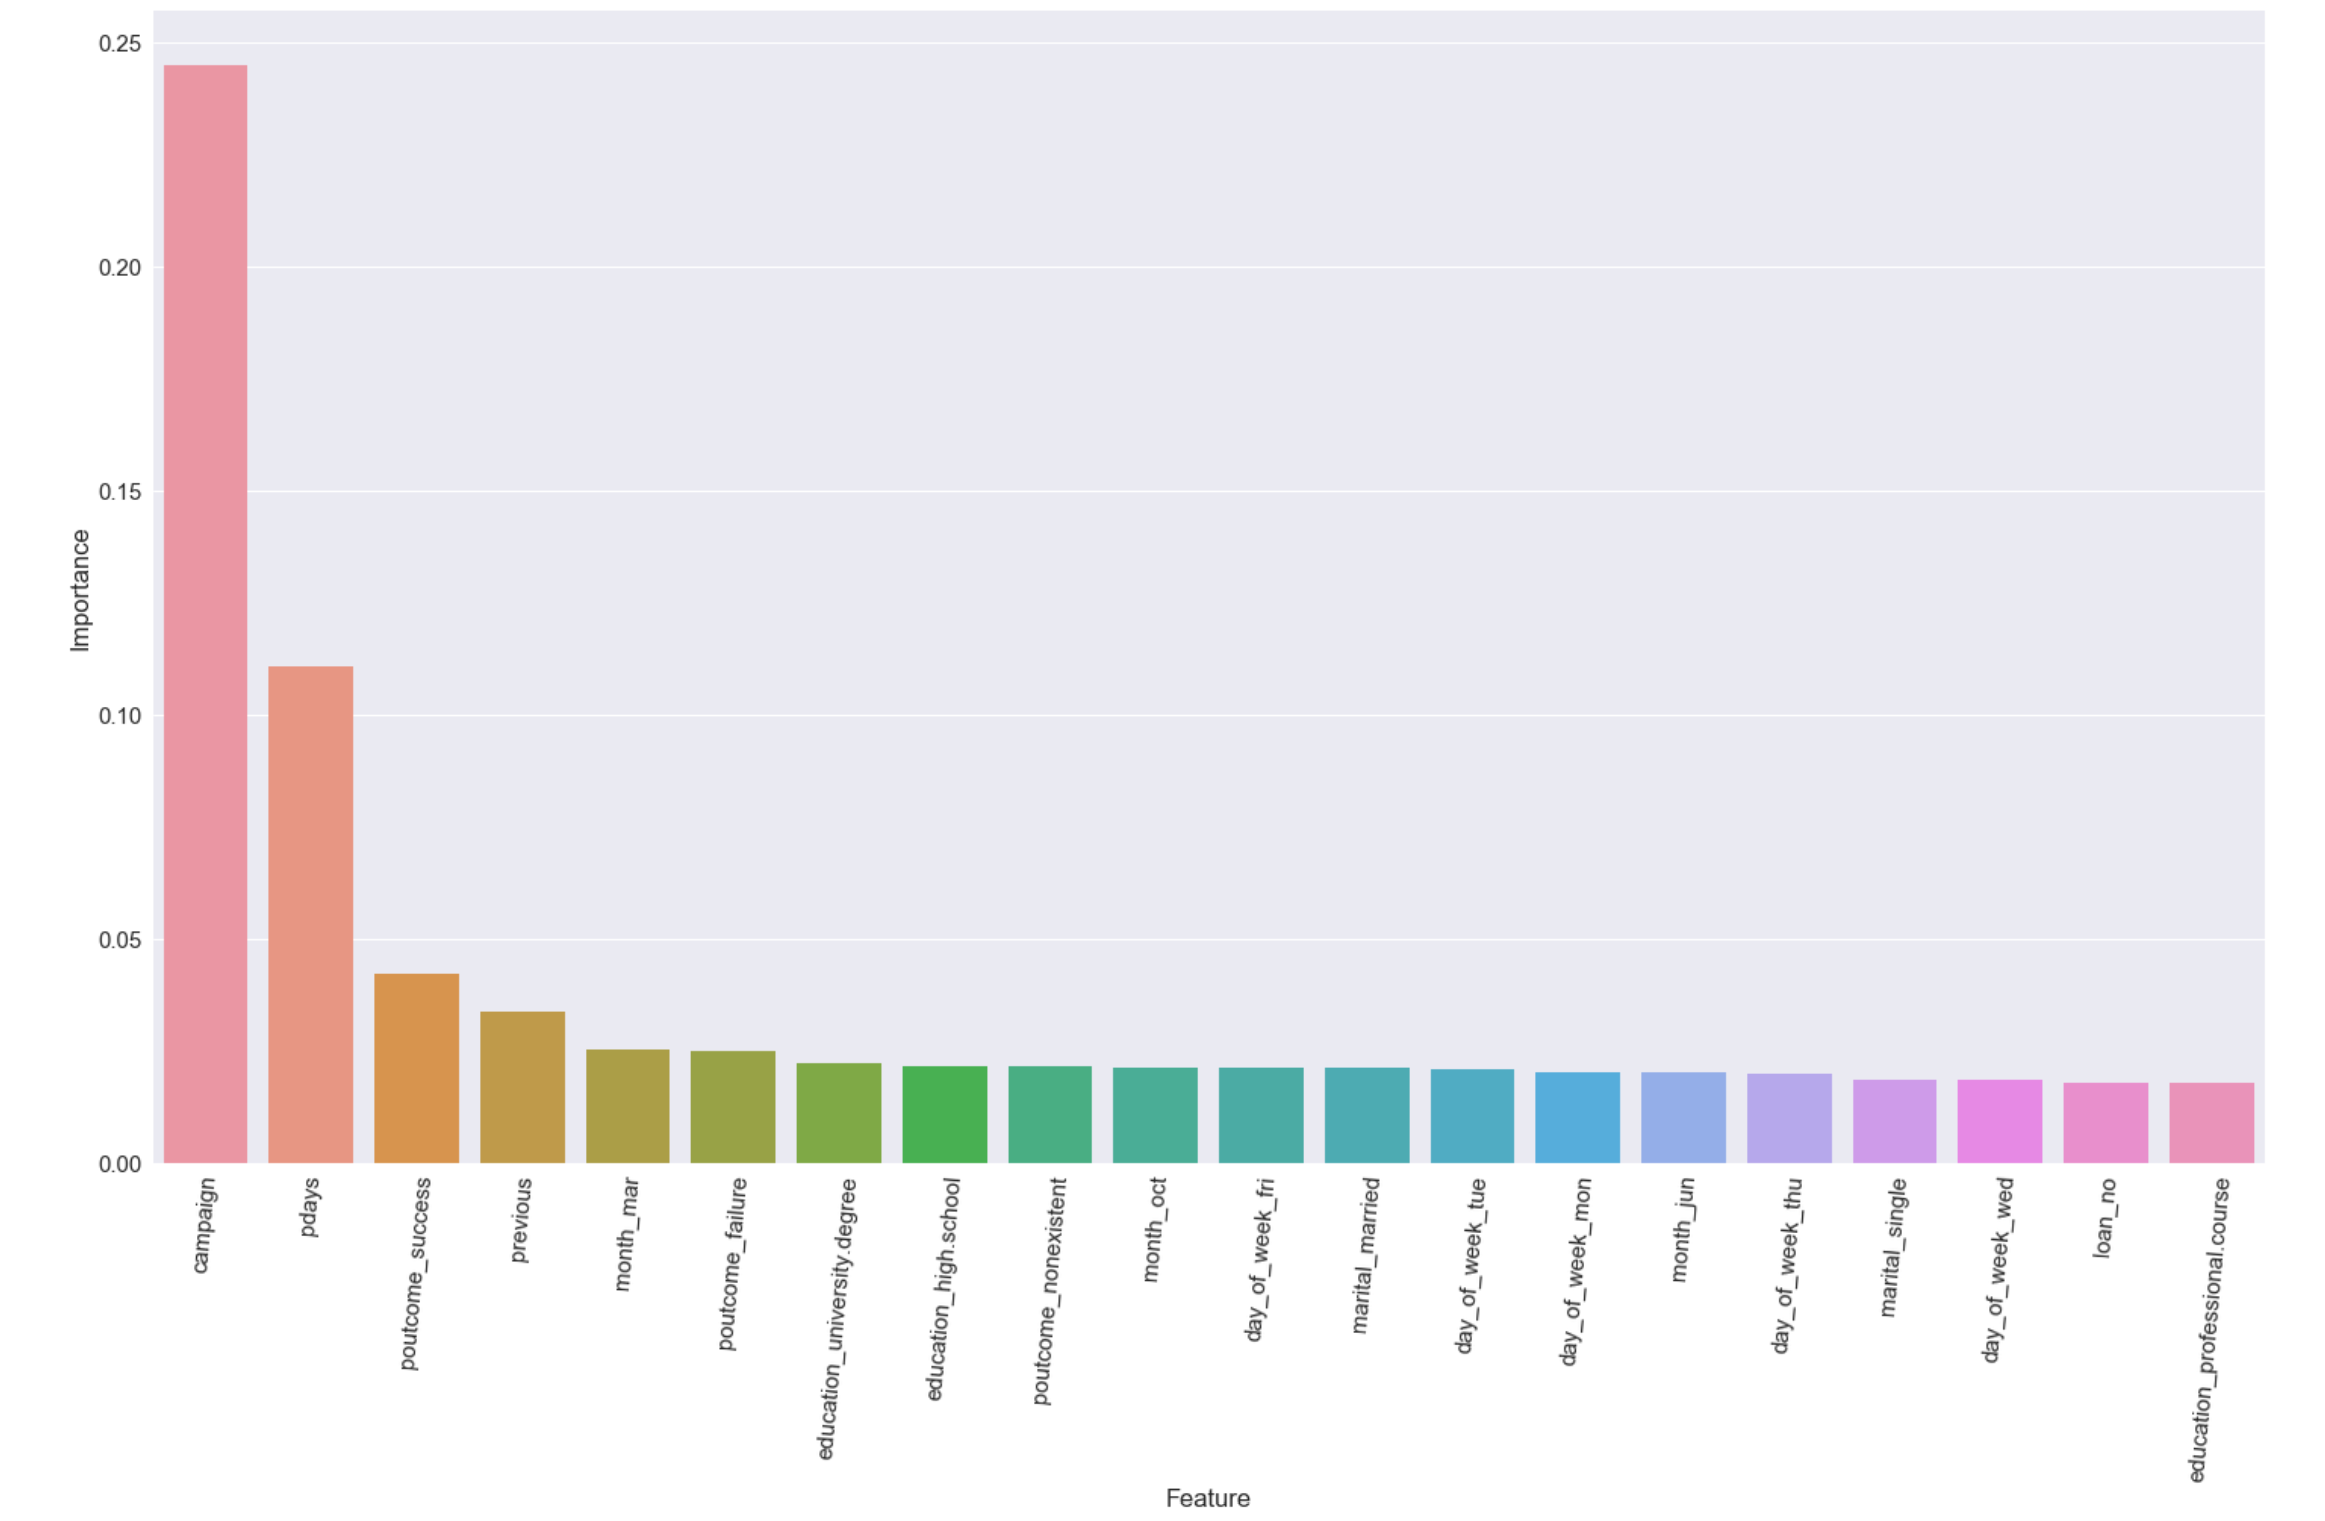 0.25
0.20
0.15
0.10
0.05
0.00
Importance
campaign
pdays
poutcome_success
previous
month_mar
poutcome_failure
education_university.degree
education_high.school
poutcome_nonexistent
month_oct
day_of_week_fri
marital_married
day_of_week_tue
day_of_week_mon
month_jun
day_of_week_thu
marital_single
day_of_week_wed
loan_no
education_professional.course
Feature